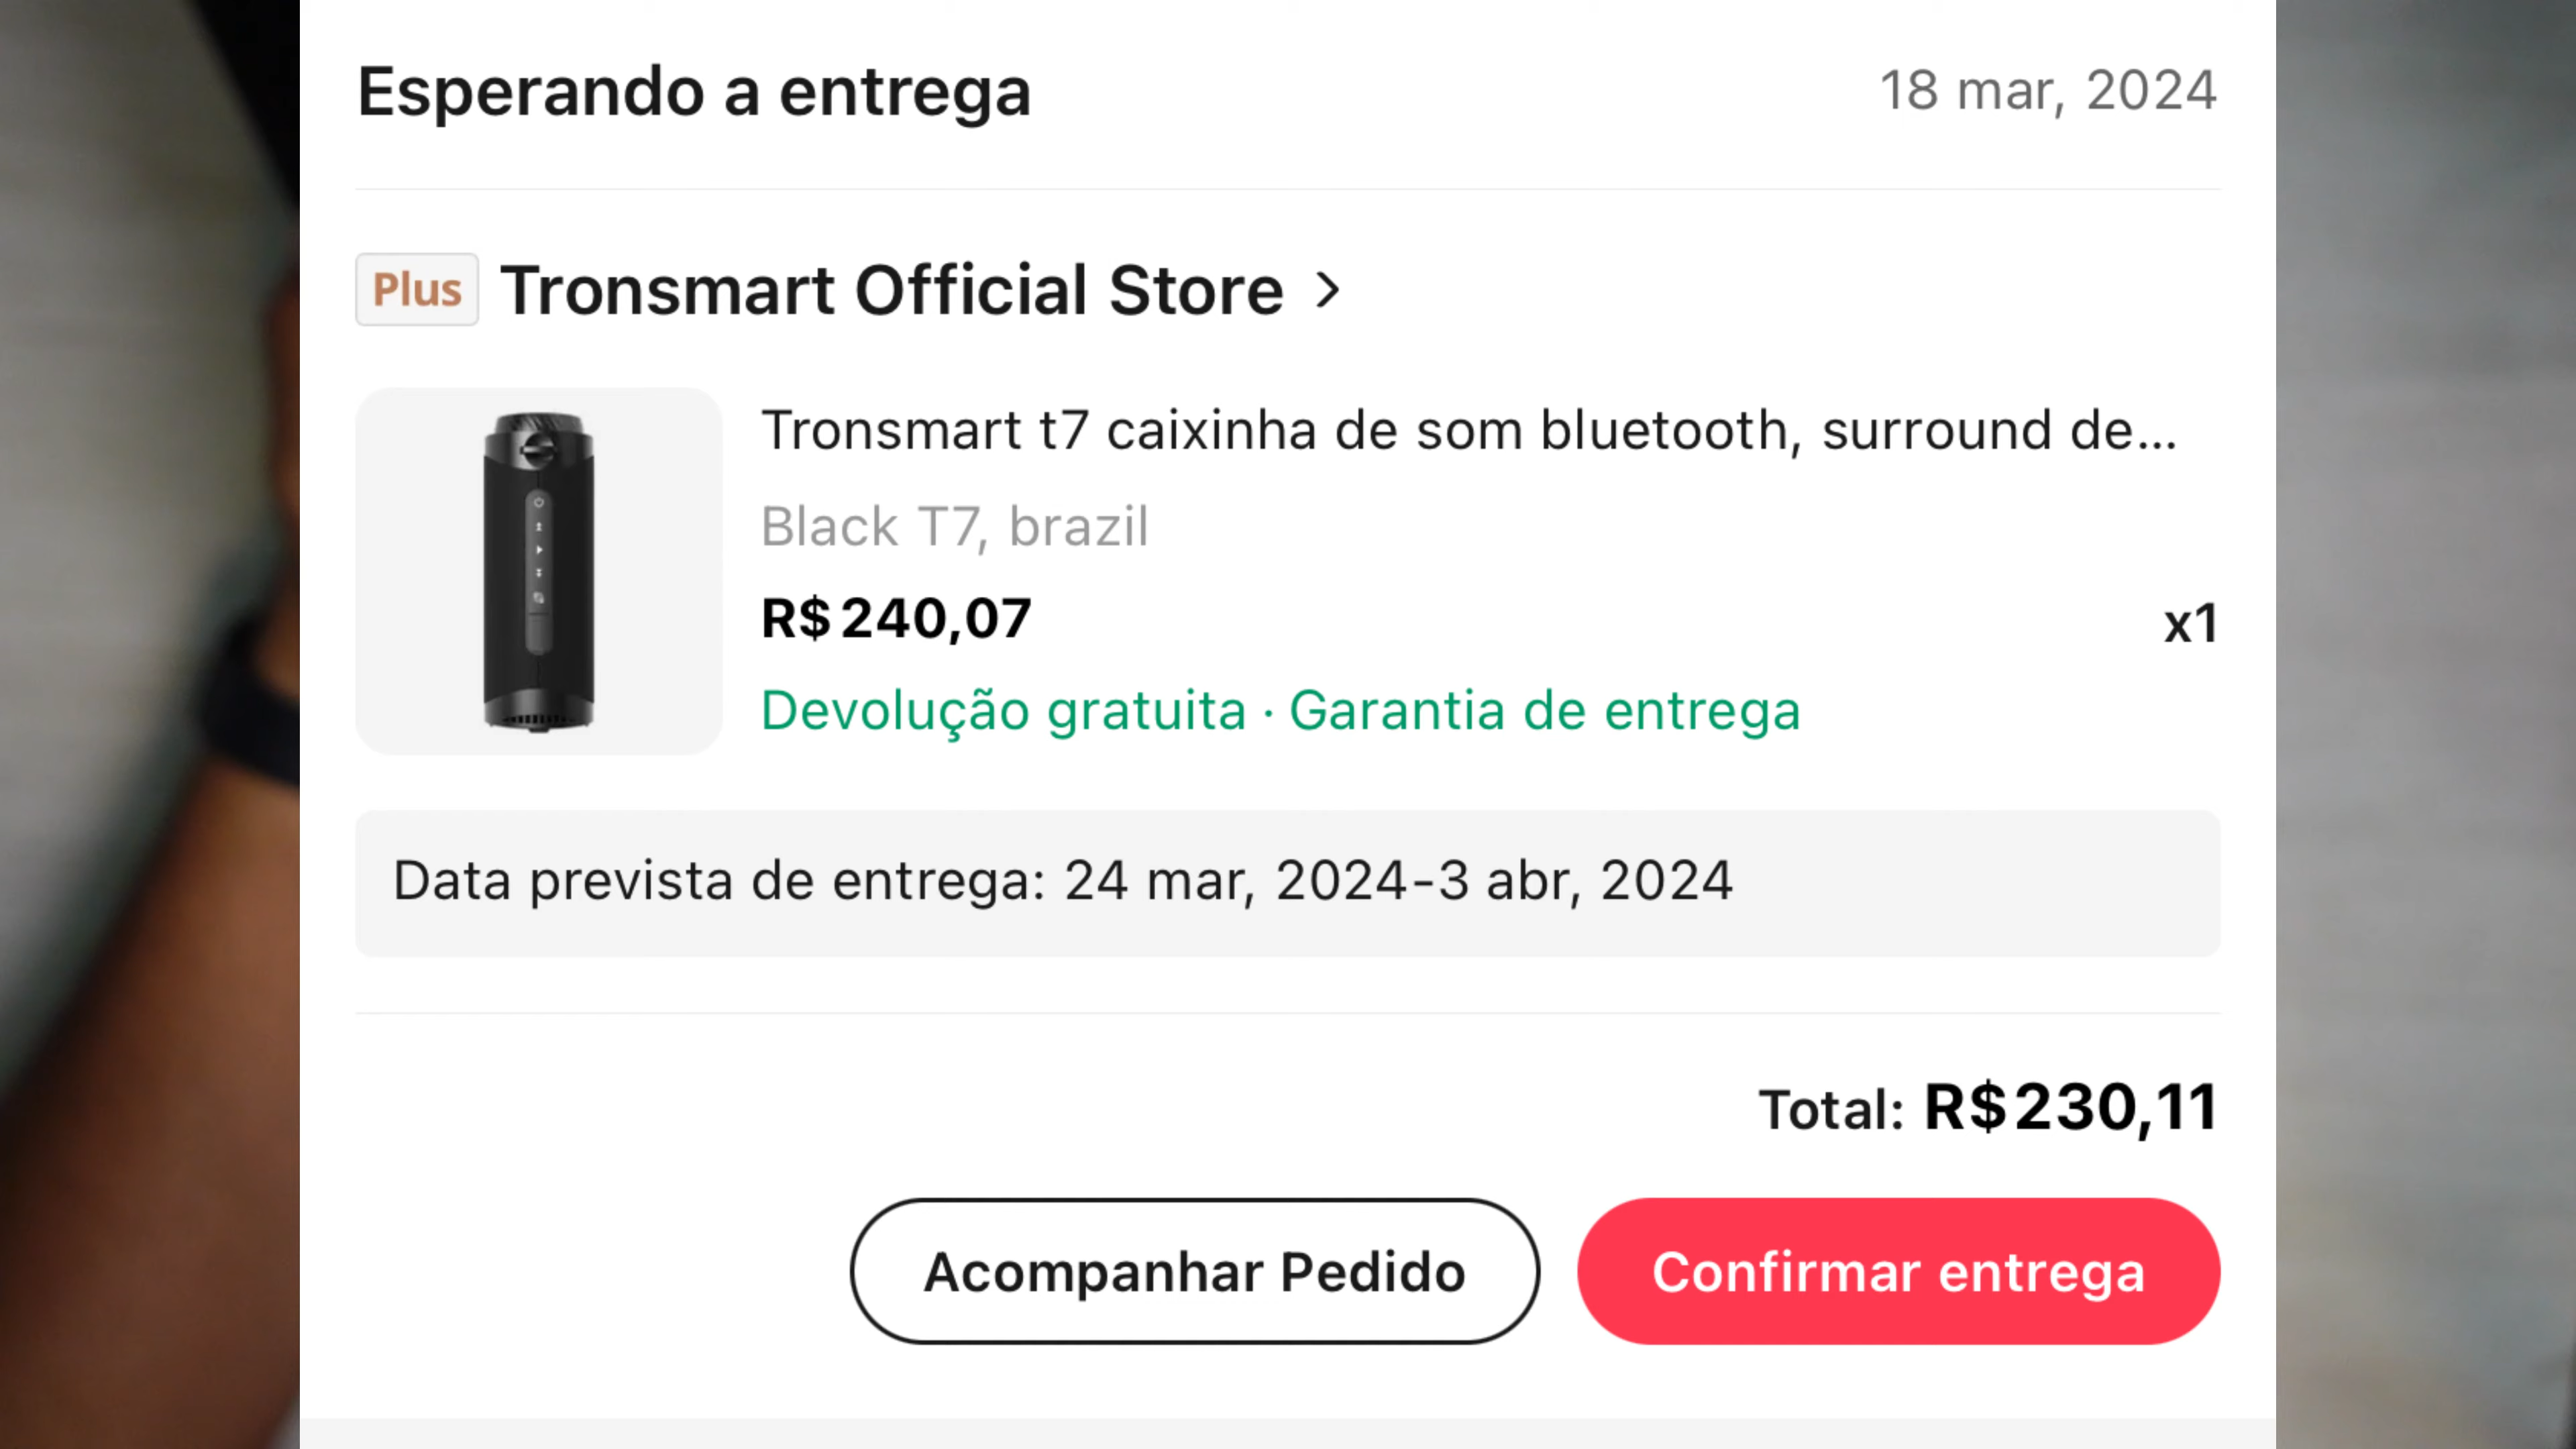 Esperando a entrega
18 mar, 2024
Plus Tronsmart Official Store
Tronsmart t7 caixinha de som bluetooth, surround de...
Black T7, brazil
R$240,07
x1
Devolução gratuita · Garantia de entrega
Data prevista de entrega: 24 mar, 2024-3 abr, 2024
Total: R$230,11
Acompanhar Pedido
Confirmar entrega